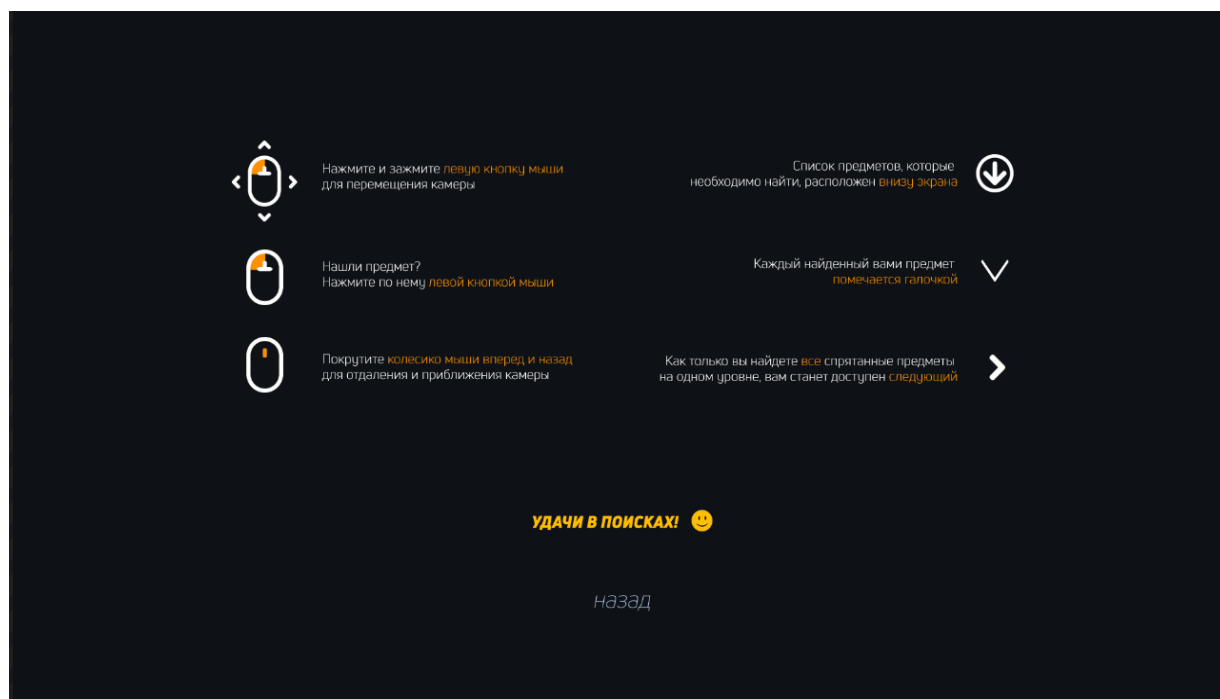 Нажмите и зажмите левую кнопку мыши
для перемещения камеры
Нашли предмет?
Нажмите по нему левой кнопкой мыши
Покрутите колесико мыши вперед и назад
для отдаления и приближения камеры
Список предметов, которые
необходимо найти, расположен внизу экрана
Каждый найденный вами предмет
помечается галочкой
Как только вы найдете все спрятанные предметы
на одном уровне, вам станет доступен следующий
УДАЧИ В ПОИСКАХ!
назад